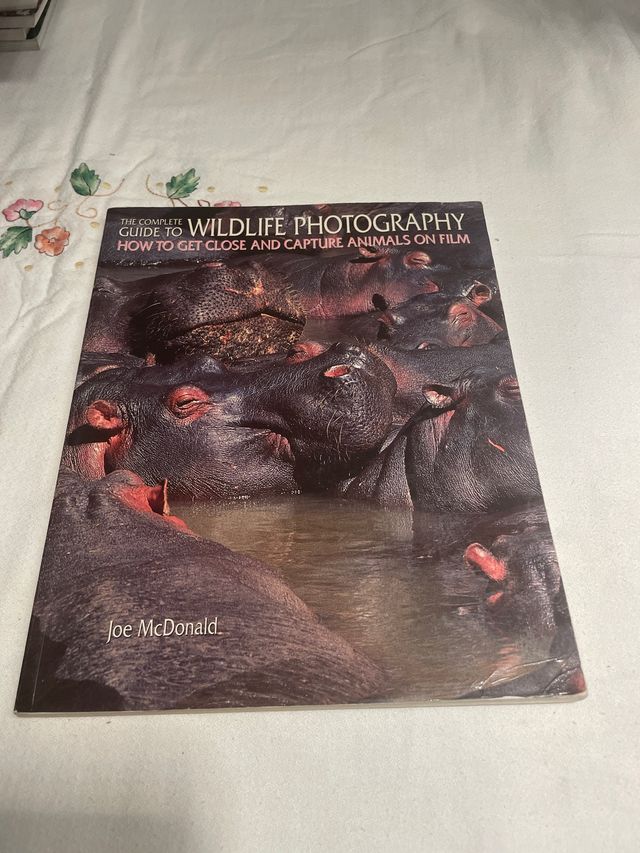 THE COMPLETE
GUIDE TO WILDLIFE PHOTOGRAPHY
HOW TO GET CLOSE AND CAPTURE ANIMALS ON FILM
Joe McDonald